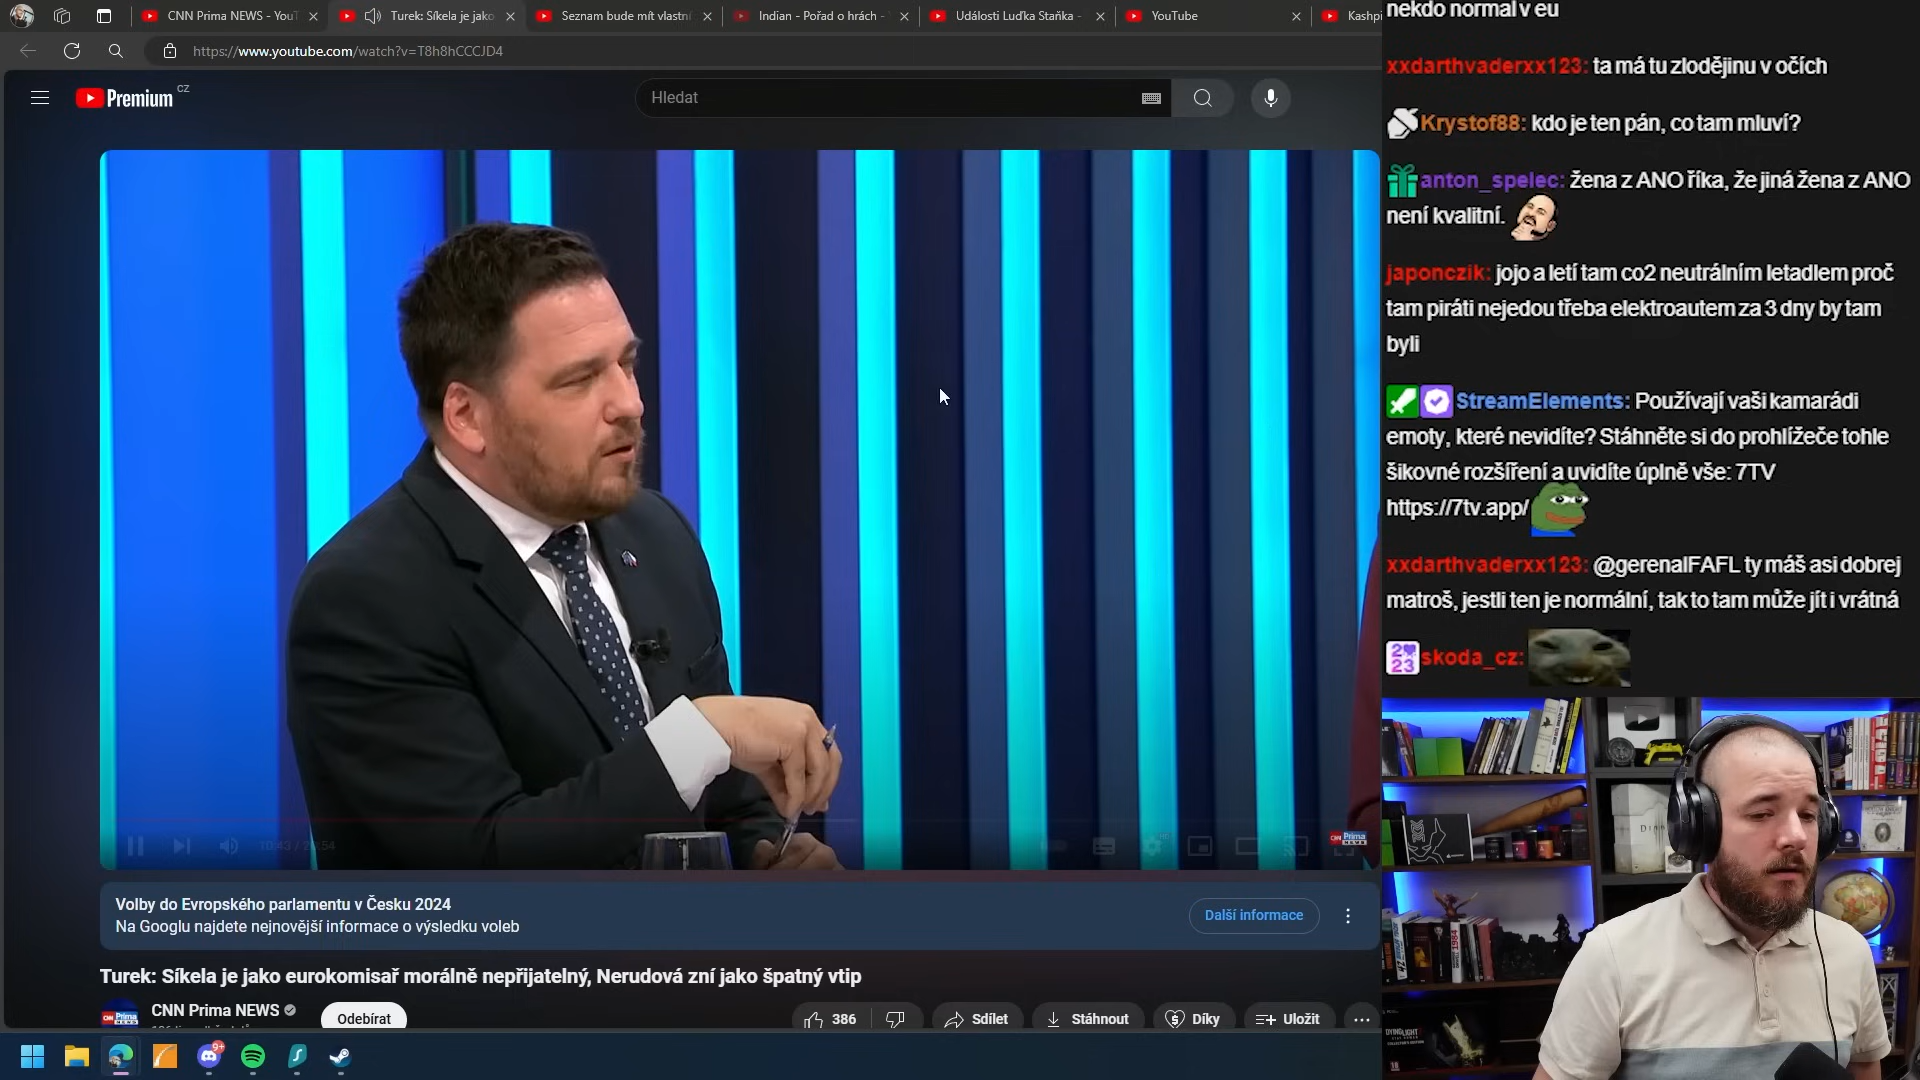 CNN Prima NEWS - YouT
Turek: Síkela je jako
Seznam bude mít vlastní
Indian - Pořad o hrách -
Události Luďka Staňka -
YouTube
Kashpi
https://www.youtube.com/watch?v=T8h8hCCCJD4
Premium CZ
Hledat
Volby do Evropského parlamentu v Česku 2024
Na Googlu najdete nejnovější informace o výsledku voleb
Další informace
Turek: Síkela je jako eurokomisař morálně nepřijatelný, Nerudová zní jako špatný vtip
CNN Prima NEWS
Odebírat
386
Sdílet
Stáhnout
Díky
Uložit
9+
nekdo normal v eu
xxdarthvaderxx123: ta má tu zlodějinu v očích
Krystof88: kdo je ten pán, co tam mluví?
anton_spelec: žena z ANO říka, že jiná žena z ANO
není kvalitní.
japonczik: jojo a letí tam co2 neutrálním letadlem proč
tam piráti nejedou třeba elektroautem za 3 dny by tam
byli
StreamElements: Používají vaši kamarádi
emoty, které nevidíte? Stáhněte si do prohlížeče tohle
šikovné rozšíření a uvidíte úplně vše: 7TV
https://7tv.app/
xxdarthvaderxx123: @gerenalFAFL ty máš asi dobrej
matroš, jestli ten je normální, tak to tam může jít i vrátná
2023
skoda_cz:
1984